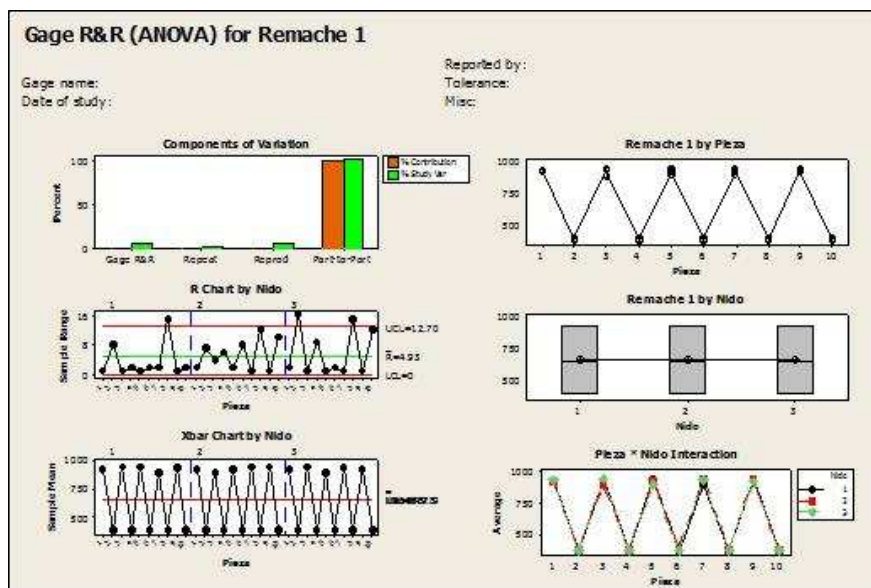 Gage R&R (ANOVA) for Remache 1
Gage name:
Date of study:
Reported by:
Tolerance:
Misc:
Components of Variation
100
50
0
Percent
Gage R&R Repeat Reprod Part-to-Part
% Contribution
% Study Var
Remache 1 by Pieza
1000
750
500
1 2 3 4 5 6 7 8 9 10
Pieza
R Chart by Nido
1 2 3
Sample Range
0
UCL=12.70
R=4.93
LCL=0
Pieza
Remache 1 by Nido
1000
750
500
1 2 3
Nido
Xbar Chart by Nido
1 2 3
1000
750
500
Sample Mean
Pieza
Pieza * Nido Interaction
1000
750
500
Average
1 2 3 4 5 6 7 8 9 10
Pieza
Nido
1
2
3